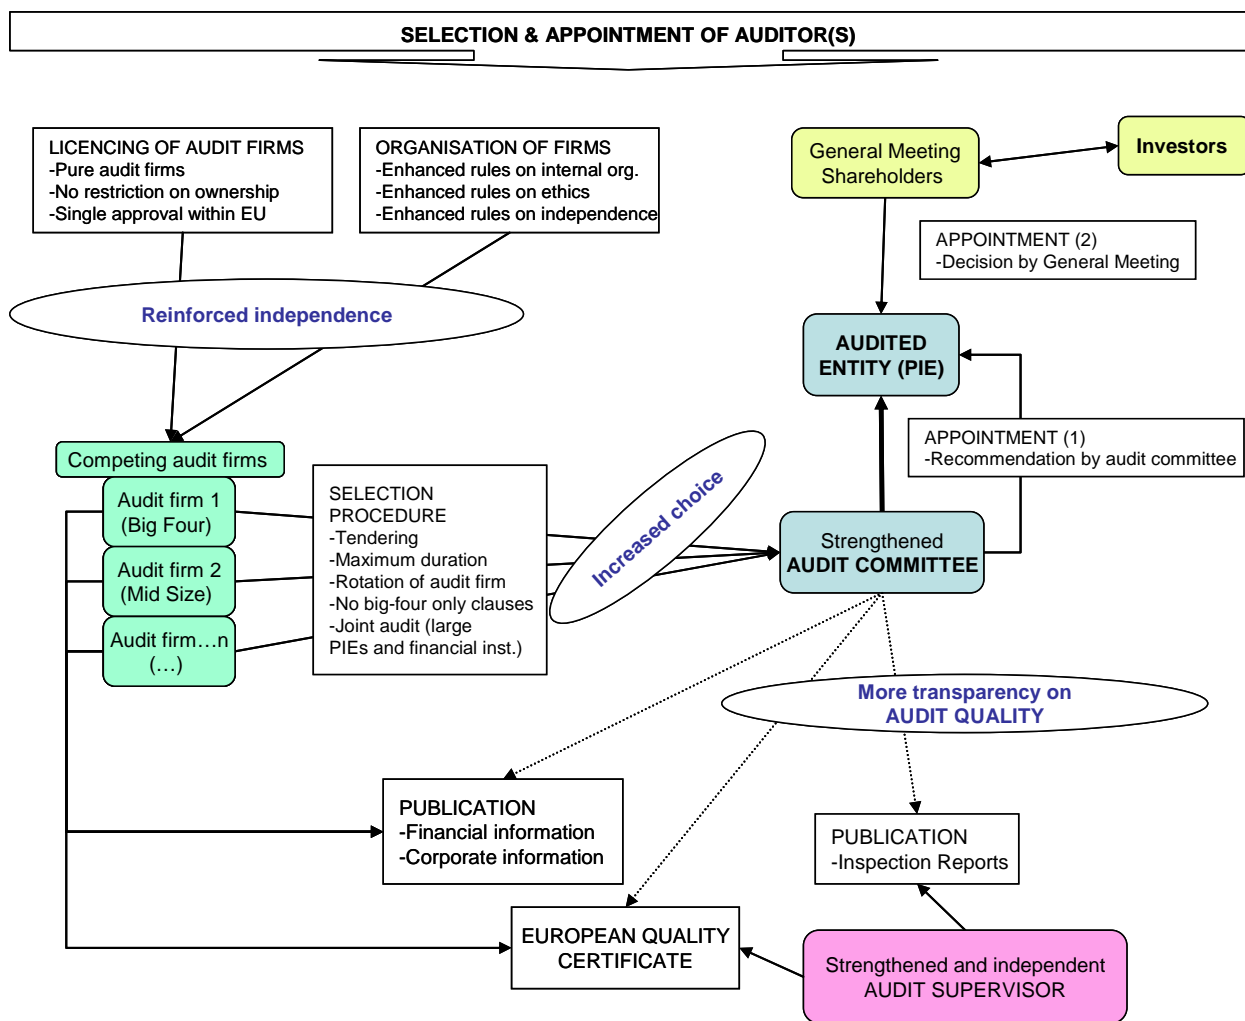 SELECTION & APPOINTMENT OF AUDITOR(S)
LICENCING OF AUDIT FIRMS
-Pure audit firms
-No restriction on ownership
-Single approval within EU
ORGANISATION OF FIRMS
-Enhanced rules on internal org.
-Enhanced rules on ethics
-Enhanced rules on independence
General Meeting
Shareholders
Investors
APPOINTMENT (2)
-Decision by General Meeting
Reinforced independence
AUDITED
ENTITY (PIE)
APPOINTMENT (1)
-Recommendation by audit committee
Competing audit firms
Audit firm 1
(Big Four)
Audit firm 2
(Mid Size)
Audit firm…n
(…)
SELECTION
PROCEDURE
-Tendering
-Maximum duration
-Rotation of audit firm
-No big-four only clauses
-Joint audit (large
PIEs and financial inst.)
Increased choice
Strengthened
AUDIT COMMITTEE
More transparency on
AUDIT QUALITY
PUBLICATION
-Financial information
-Corporate information
PUBLICATION
-Inspection Reports
EUROPEAN QUALITY
CERTIFICATE
Strengthened and independent
AUDIT SUPERVISOR